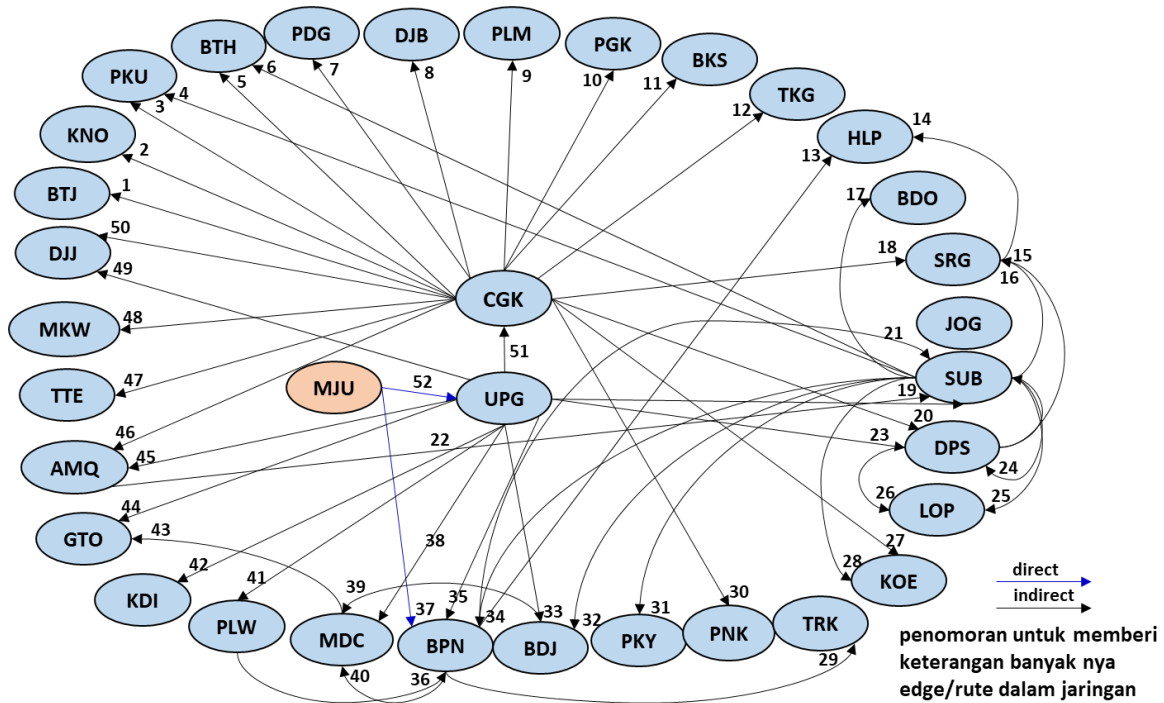 PDG
DJB
PLM
PGK
BTH
BKS
PKU
TKG
KNO
HLP
BTJ
BDO
DJJ
SRG
CGK
MKW
JOG
TTE
MJU
UPG
SUB
AMQ
DPS
LOP
GTO
KOE
KDI
PLW
MDC
BPN
BDJ
PKY
PNK
TRK
1
2
3
4
5
6
7
8
9
10
11
12
13
14
15
16
17
18
19
20
21
22
23
24
25
26
27
28
29
30
31
32
33
34
35
36
37
38
39
40
41
42
43
44
45
46
47
48
49
50
51
52
direct
indirect
penomoran untuk memberi
keterangan banyak nya
edge/rute dalam jaringan